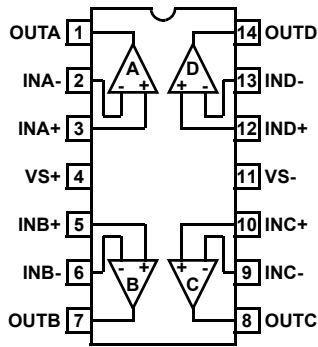 OUTA 1 14 OUTD
A D
INA- 2 - + + - 13 IND-
INA+ 3 12 IND+
VS+ 4 11 VS-
INB+ 5 10 INC+
- + + -
INB- 6 B C 9 INC-
OUTB 7 8 OUTC